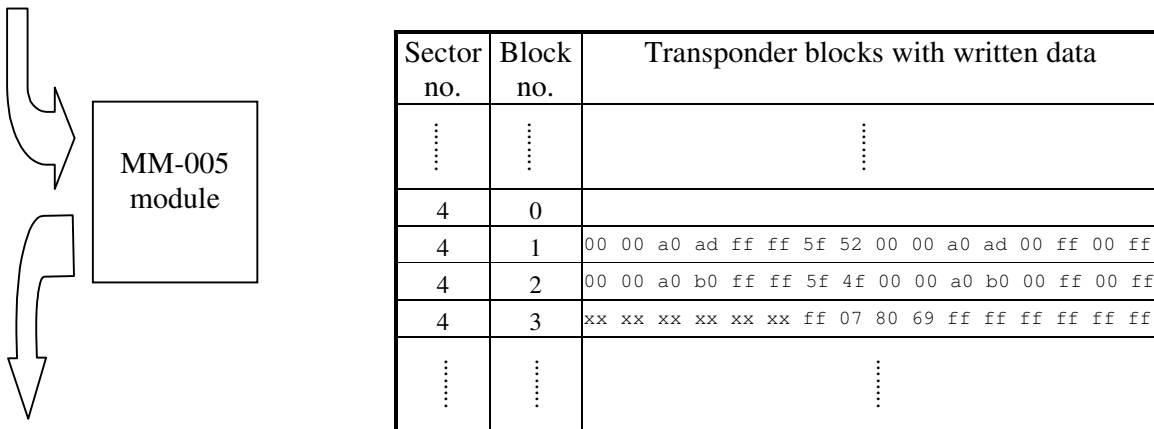 MM-005
module
Sector no. Block no. Transponder blocks with written data
4 0
4 1 00 00 a0 ad ff ff 5f 52 00 00 a0 ad 00 ff 00 ff
4 2 00 00 a0 b0 ff ff 5f 4f 00 00 a0 b0 00 ff 00 ff
4 3 xx xx xx xx xx xx ff 07 80 69 ff ff ff ff ff ff